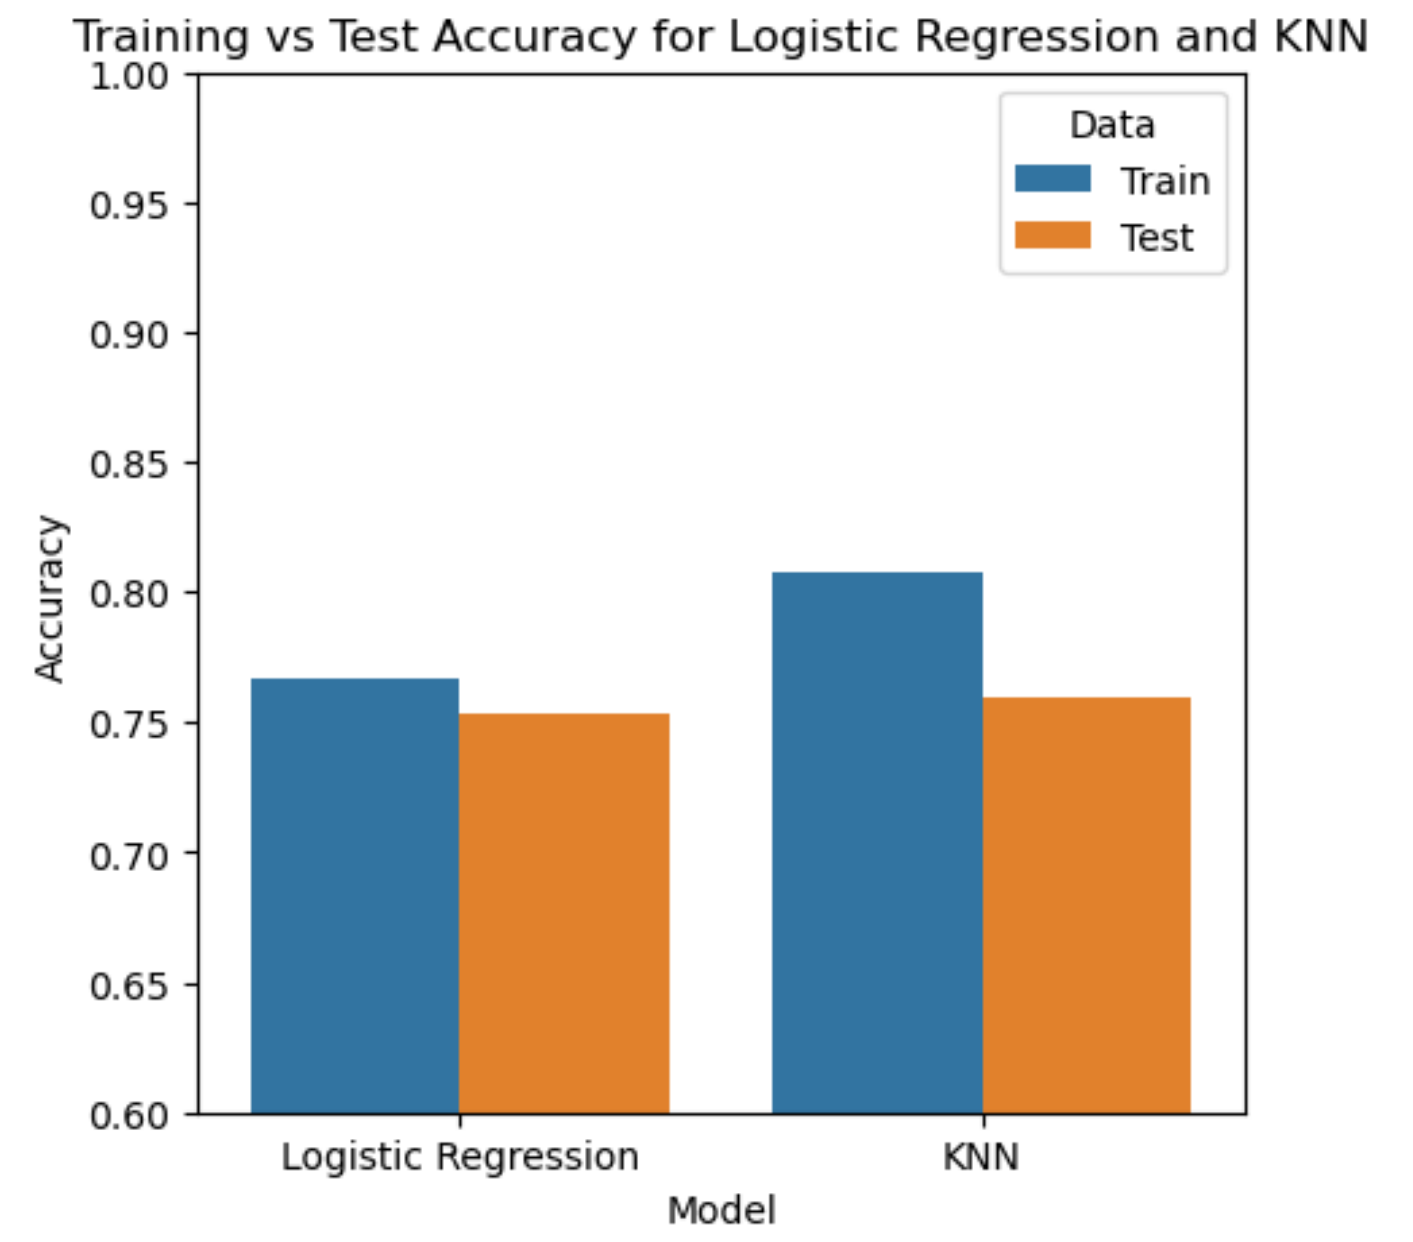 Training vs Test Accuracy for Logistic Regression and KNN
1.00
0.95
0.90
0.85
0.80
0.75
0.70
0.65
0.60
Accuracy
Data
Train
Test
Logistic Regression
KNN
Model